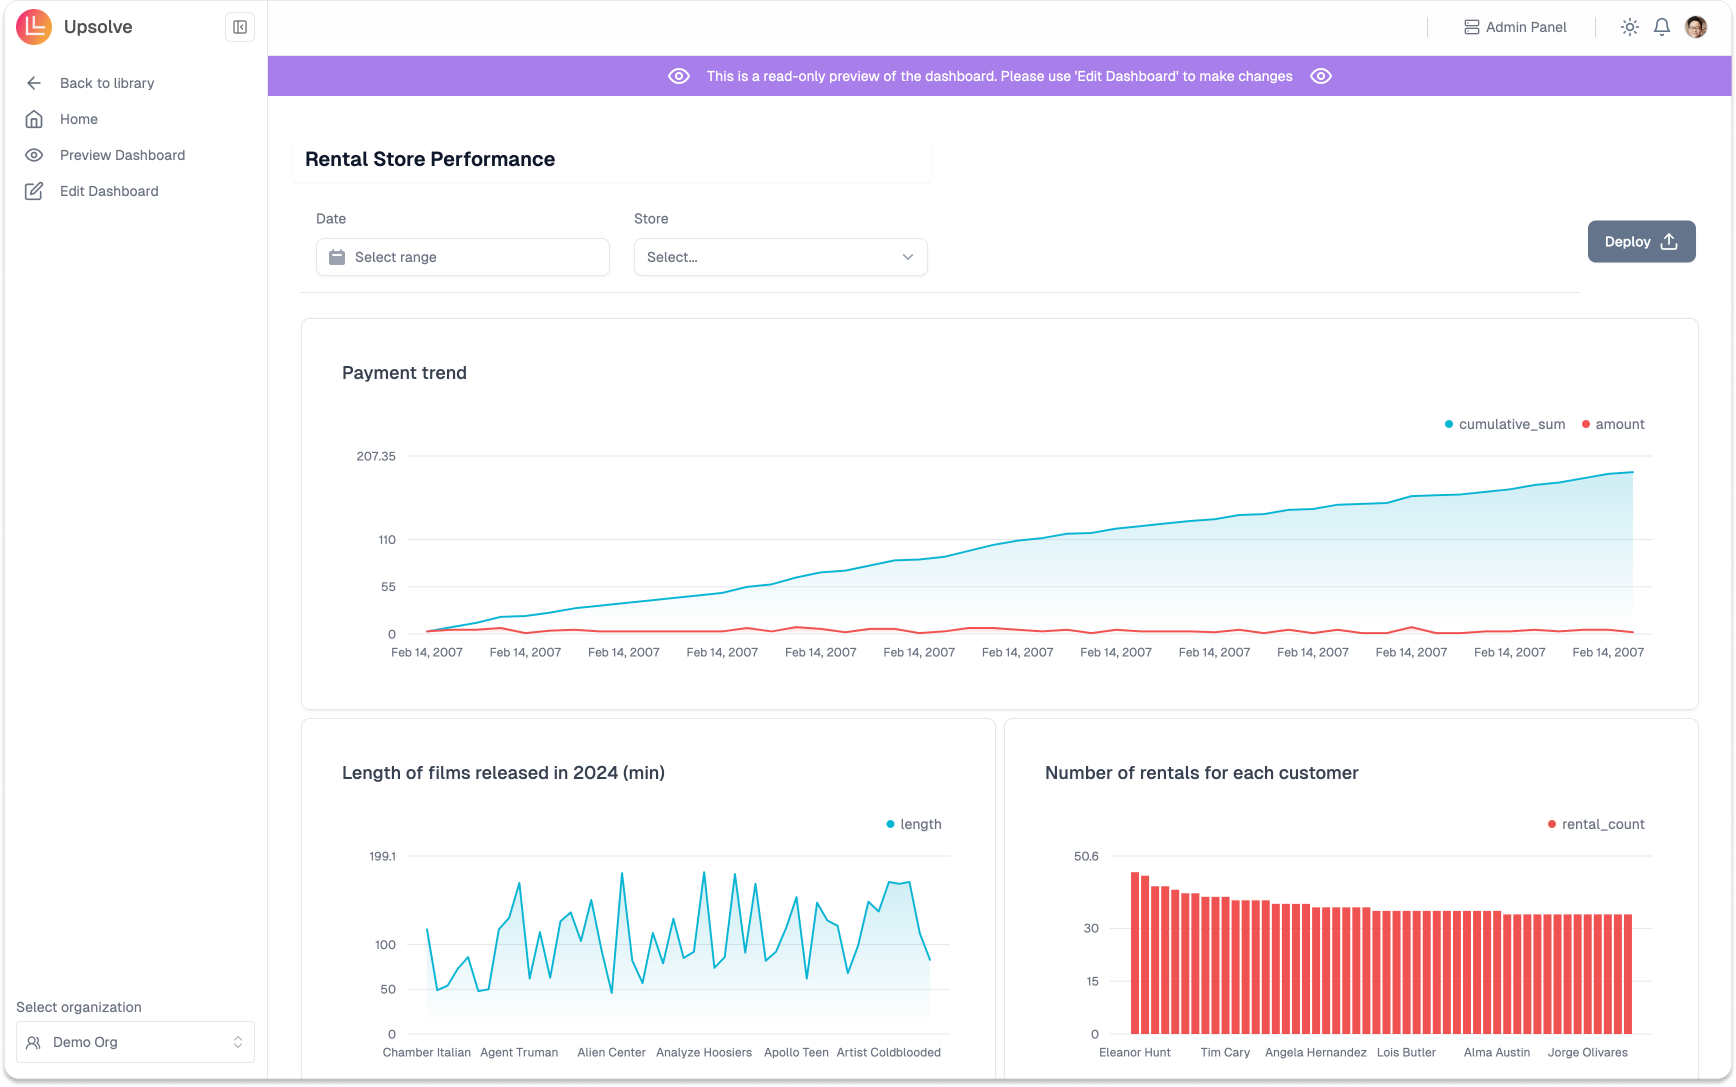 Upsolve
Back to library
Home
Preview Dashboard
Edit Dashboard
Select organization
Demo Org
Admin Panel
This is a read-only preview of the dashboard. Please use 'Edit Dashboard' to make changes
Rental Store Performance
Date
Store
Select range
Select...
Deploy
Payment trend
cumulative_sum amount
207.35
110
55
0
Feb 14, 2007 Feb 14, 2007 Feb 14, 2007 Feb 14, 2007 Feb 14, 2007 Feb 14, 2007 Feb 14, 2007 Feb 14, 2007 Feb 14, 2007 Feb 14, 2007 Feb 14, 2007 Feb 14, 2007 Feb 14, 2007
Length of films released in 2024 (min)
length
199.1
100
50
0
Chamber Italian Agent Truman Alien Center Analyze Hoosiers Apollo Teen Artist Coldblooded
Number of rentals for each customer
rental_count
50.6
30
15
0
Eleanor Hunt Tim Cary Angela Hernandez Lois Butler Alma Austin Jorge Olivares